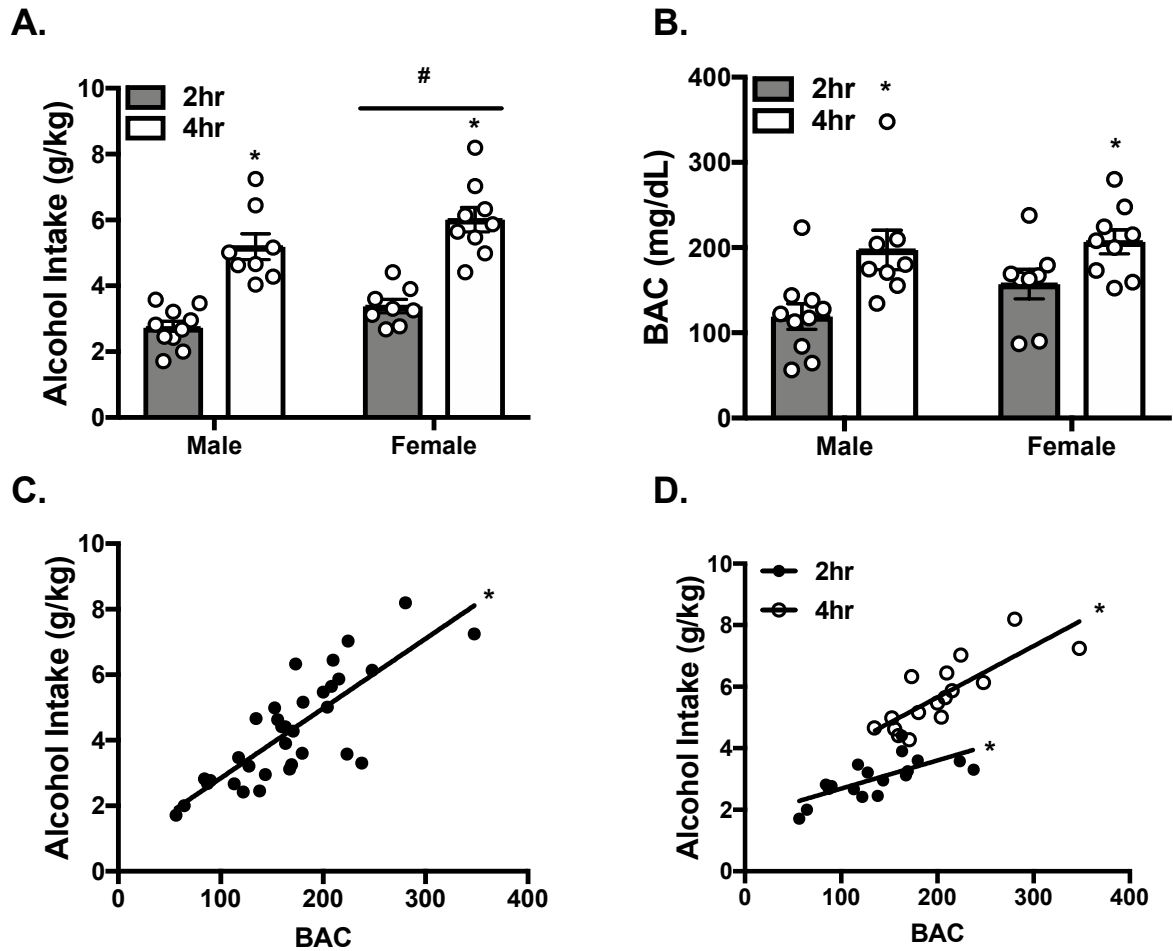 A.
Alcohol Intake (g/kg)
10
8
6
4
2
0
2hr
4hr
#
*
*
Male
Female
B.
BAC (mg/dL)
400
300
200
100
0
2hr
4hr
*
*
Male
Female
C.
Alcohol Intake (g/kg)
10
8
6
4
2
0
*
0
100
200
300
400
BAC
D.
Alcohol Intake (g/kg)
10
8
6
4
2
0
2hr
4hr
*
*
0
100
200
300
400
BAC